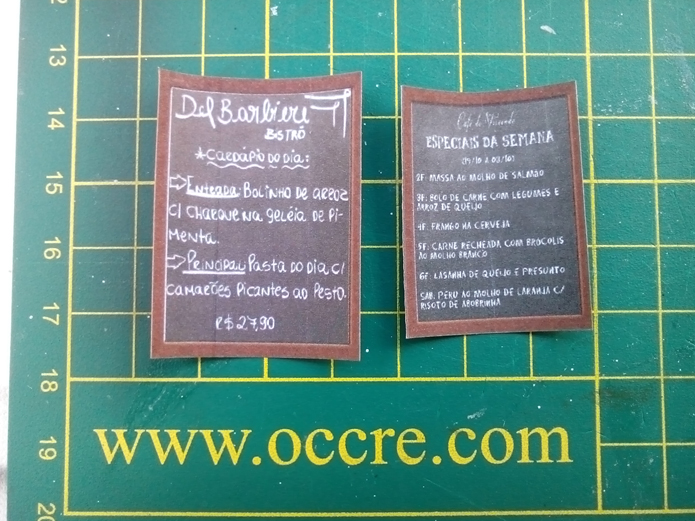 12
13
14
15
16
17
18
19
20
Del Barbieri
BISTRÔ
*CARDÁPIO DO DIA:
ENTRADA: BOLINHO DE ARROZ
C/ CHARQUE NA GELÉIA DE PI-
MENTA.
PRINCIPAL: PASTA DO DIA C/
CAMARÕES PICANTES AO PESTO.
R$ 27,90
ESPECIAIS DA SEMANA
2F: MASSA AO MOLHO DE SALMÃO
3F: BOLO DE CARNE COM LEGUMES E
ARROZ DE QUEIJO
4F: FRANGO NA CERVEJA
5F: CARNE RECHEADA COM BRÓCOLIS
AO MOLHO BRANCO
6F: LASANHA DE QUEIJO E PRESUNTO
SAB: PERU AO MOLHO DE LARANJA C/
RISOTO DE ABOBRINHA
www.occre.com